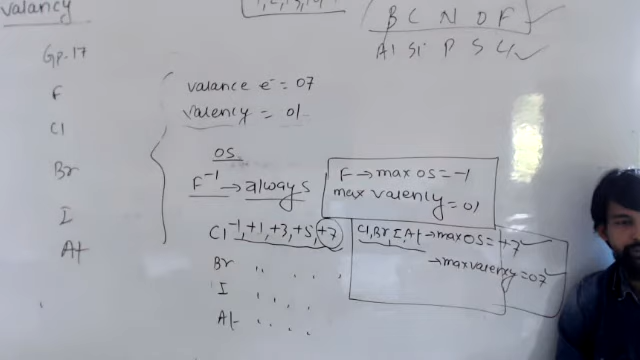 valancy
B C N O F
Al Si P S Cl
Gp.17
F
Cl
Br
I
At
valance e- = 07
valency = 01
OS
F-1 → always
Cl -1, +1, +3, +5, +7
Br
I
At
F → max OS = -1
max valency = 01
Cl, Br, I, At → max OS = +7
→ max valency = 07